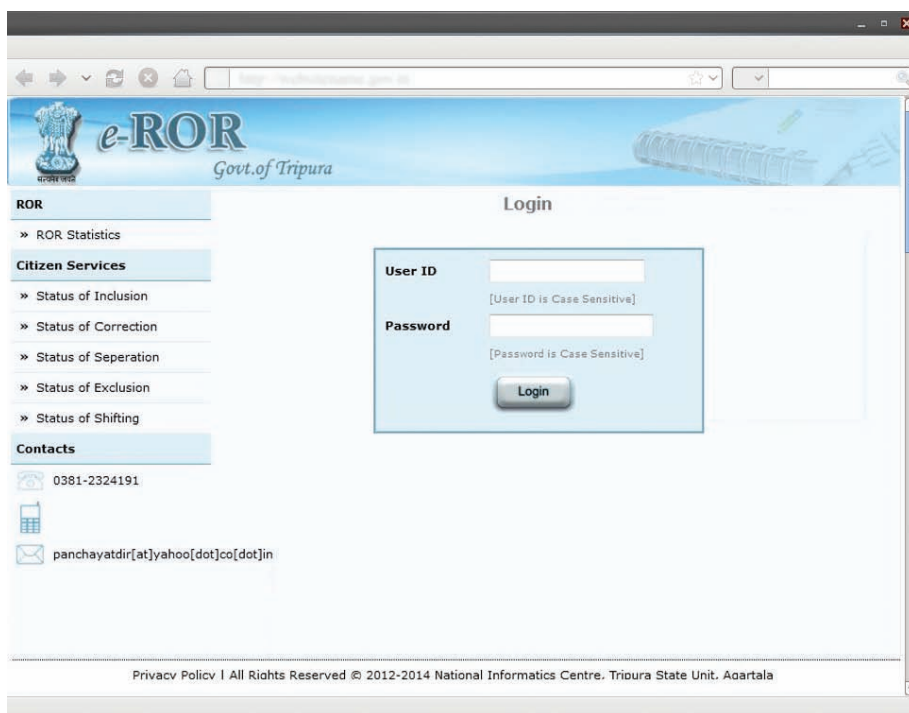 e-ROR
Govt.of Tripura
सत्यमेव जयते
ROR
» ROR Statistics
Citizen Services
» Status of Inclusion
» Status of Correction
» Status of Seperation
» Status of Exclusion
» Status of Shifting
Contacts
0381-2324191
panchayatdir[at]yahoo[dot]co[dot]in
Login
User ID
[User ID is Case Sensitive]
Password
[Password is Case Sensitive]
Login
Privacy Policy | All Rights Reserved © 2012-2014 National Informatics Centre, Tripura State Unit, Agartala